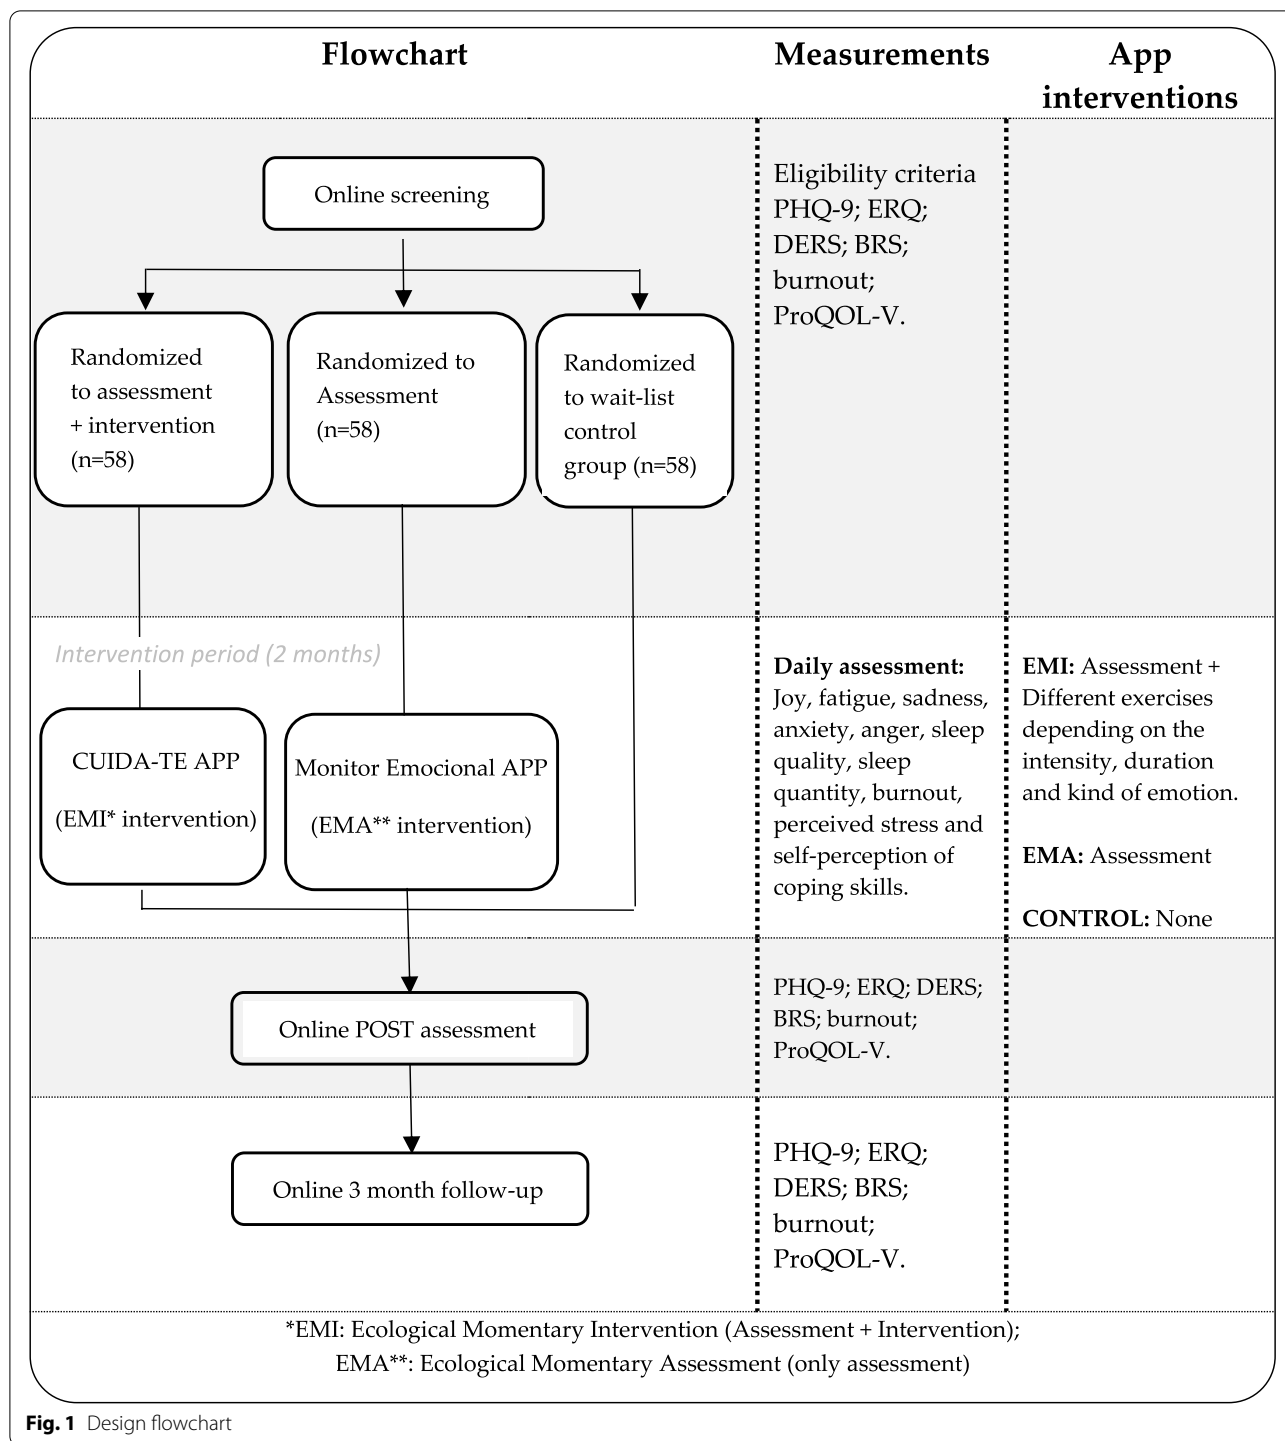 Flowchart
Measurements
App
interventions
Online screening
Eligibility criteria
PHQ-9; ERQ;
DERS; BRS;
burnout;
ProQOL-V.
Randomized
to assessment
+ intervention
(n=58)
Randomized to
Assessment
(n=58)
Randomized
to wait-list
control
group (n=58)
Intervention period (2 months)
CUIDA-TE APP
(EMI* intervention)
Monitor Emocional APP
(EMA** intervention)
Daily assessment:
Joy, fatigue, sadness,
anxiety, anger, sleep
quality, sleep
quantity, burnout,
perceived stress and
self-perception of
coping skills.
EMI: Assessment +
Different exercises
depending on the
intensity, duration
and kind of emotion.
EMA: Assessment
CONTROL: None
Online POST assessment
PHQ-9; ERQ; DERS;
BRS; burnout;
ProQOL-V.
Online 3 month follow-up
PHQ-9; ERQ;
DERS; BRS;
burnout;
ProQOL-V.
*EMI: Ecological Momentary Intervention (Assessment + Intervention);
EMA**: Ecological Momentary Assessment (only assessment)
Fig. 1 Design flowchart